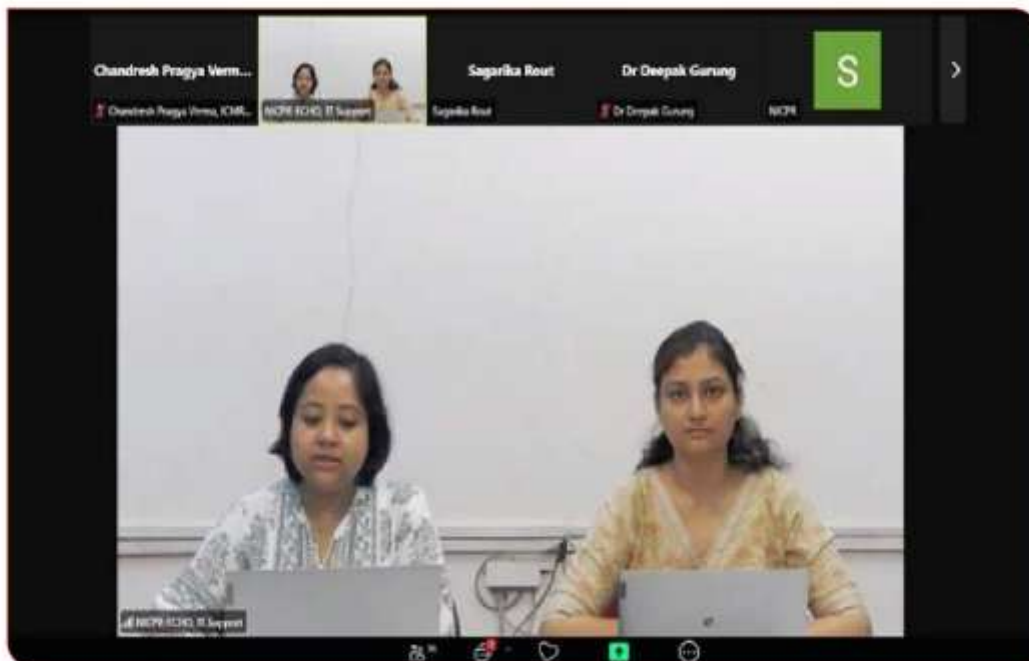 Chandresh Pragya Verm...
Sagarika Rout
Dr Deepak Gurung
S
Chandresh Pragya Verma, ICMR...
NICPR-ECHO, IT Support
Sagarika Rout
Dr Deepak Gurung
NICPR
NICPR-ECHO, IT Support